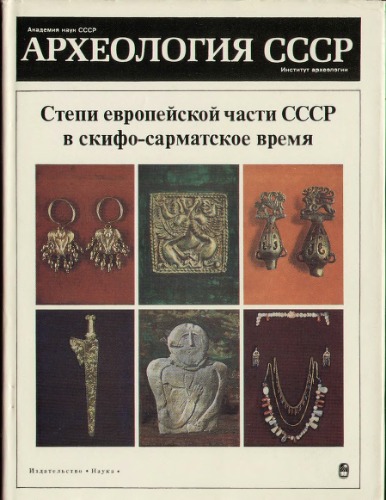 Академия наук СССР
АРХЕОЛОГИЯ СССР
Институт археологии
Степи европейской части СССР
в скифо-сарматское время
Издательство • Наука •